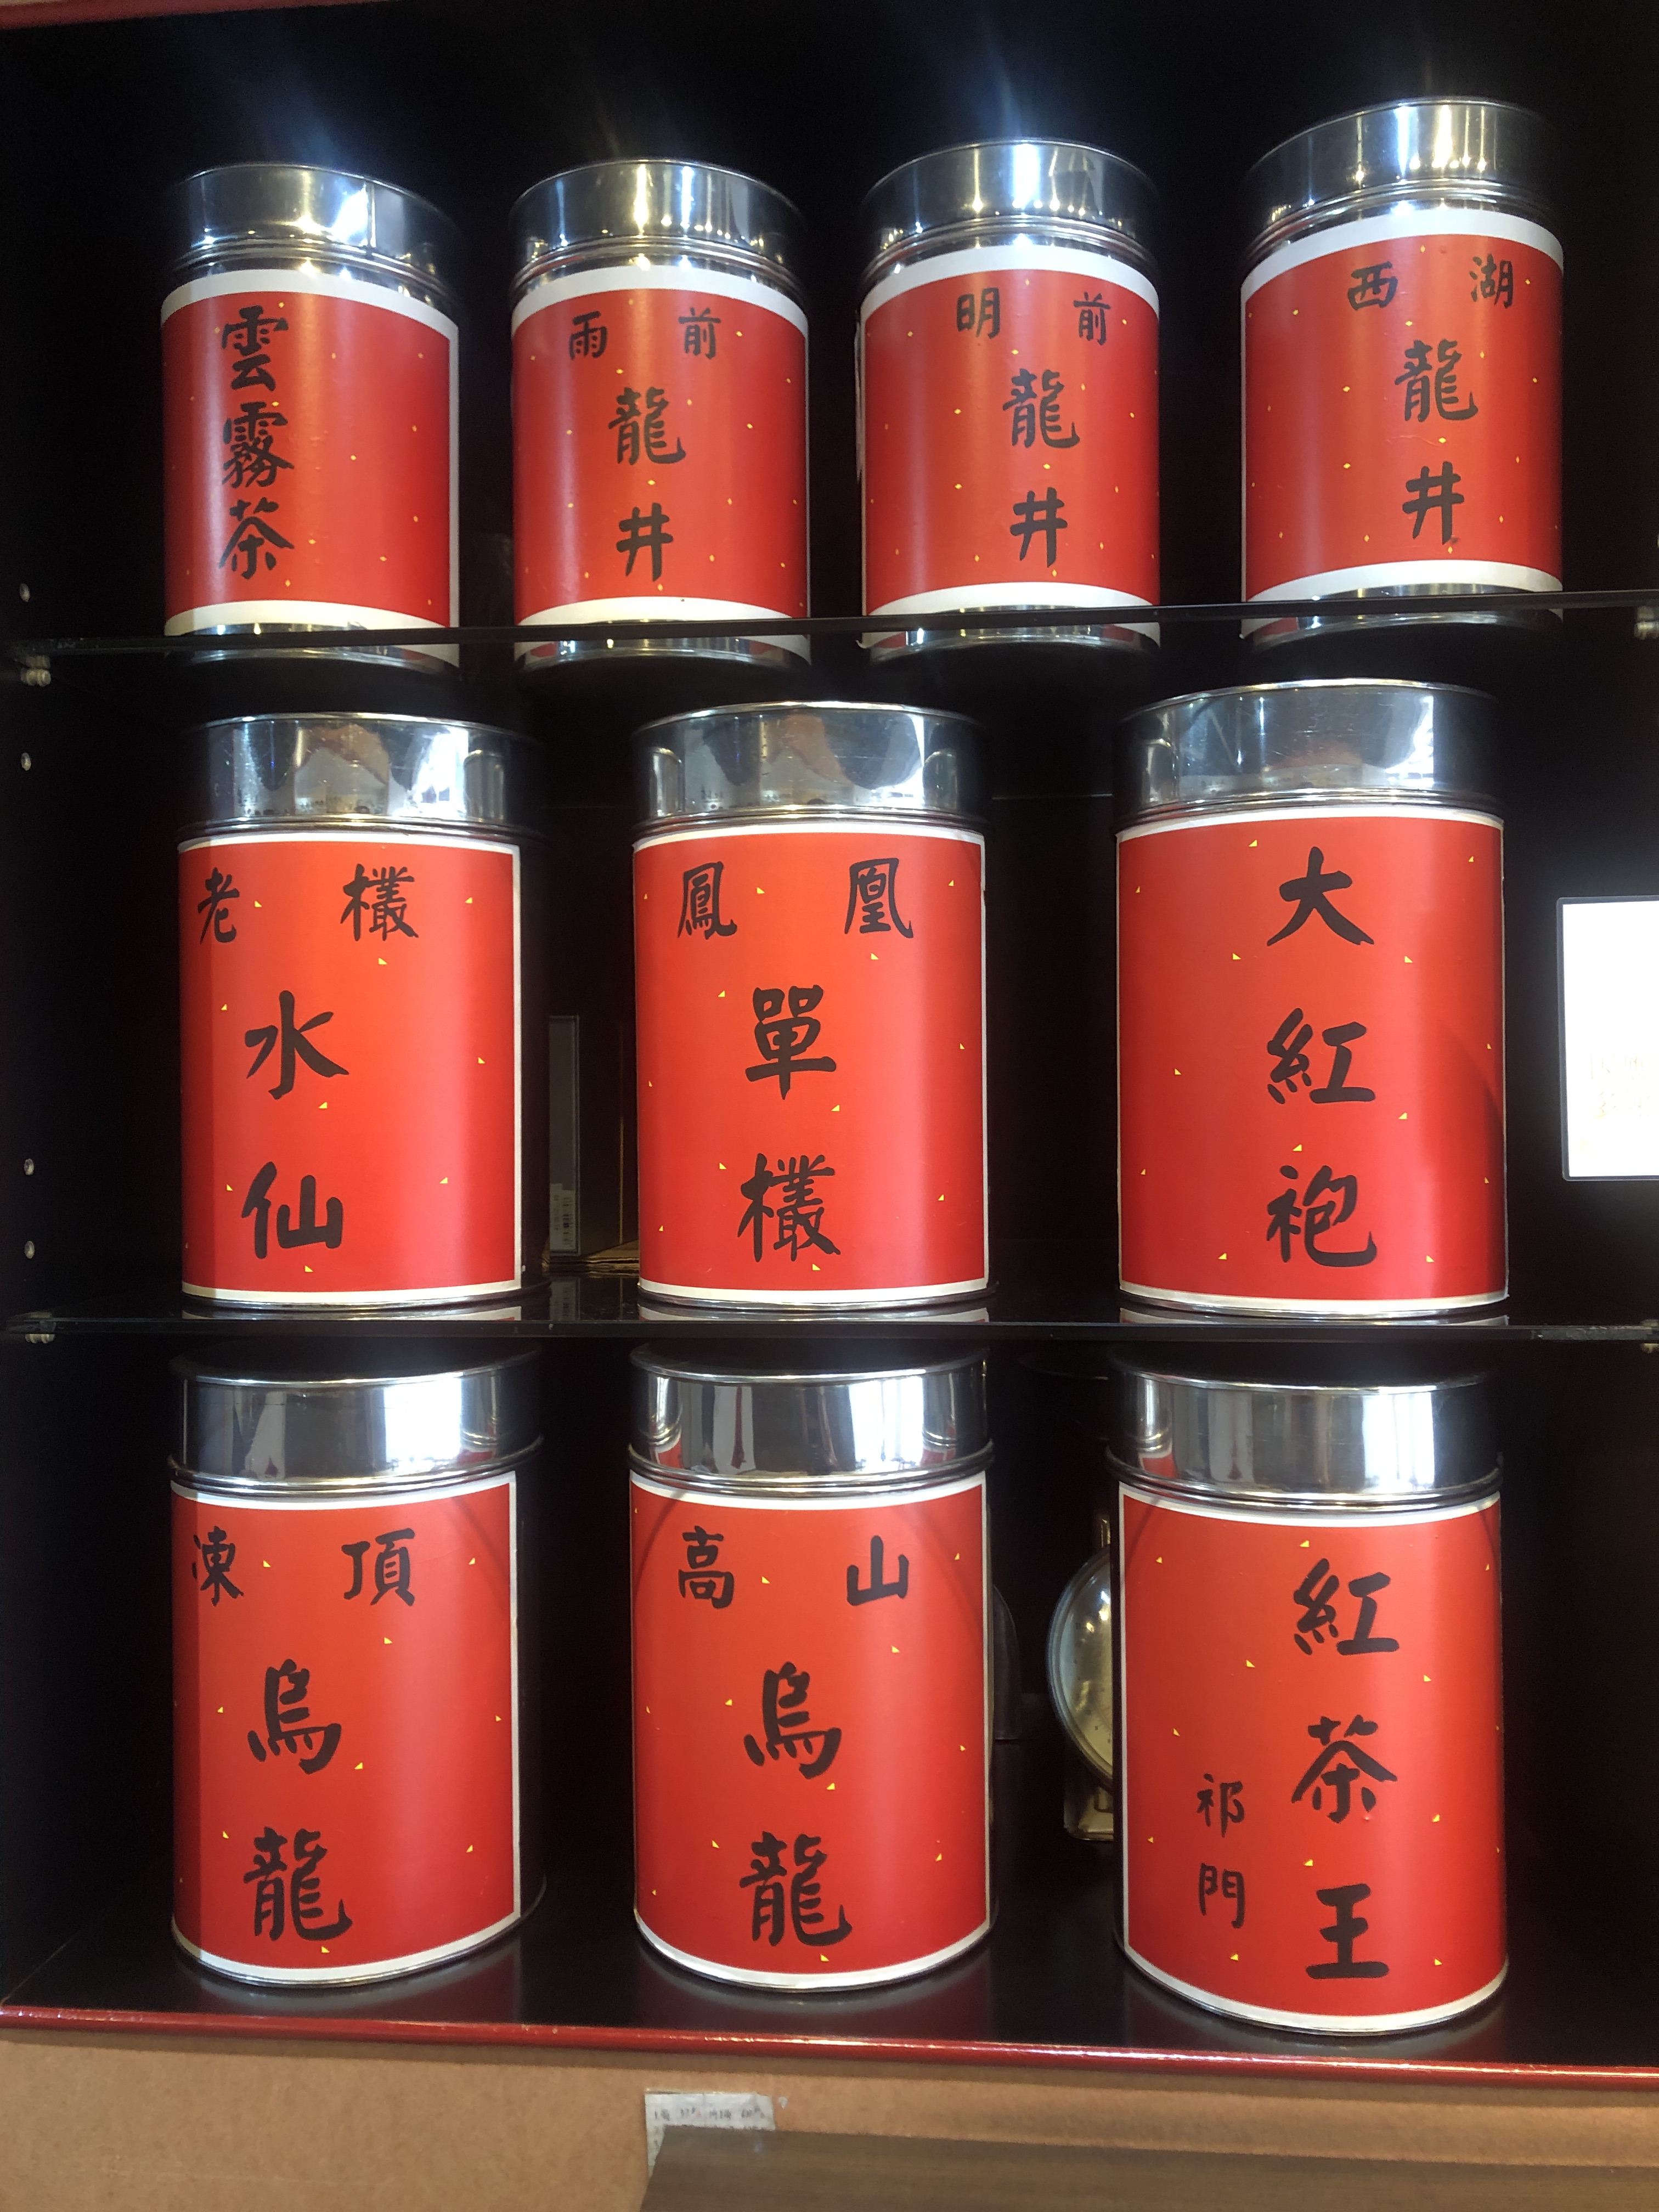 雲霧茶
雨前
龍井
明前
龍井
西湖
龍井
老欉
水仙
鳳凰
單欉
大紅袍
凍頂
烏龍
高山
烏龍
紅茶王
祁門